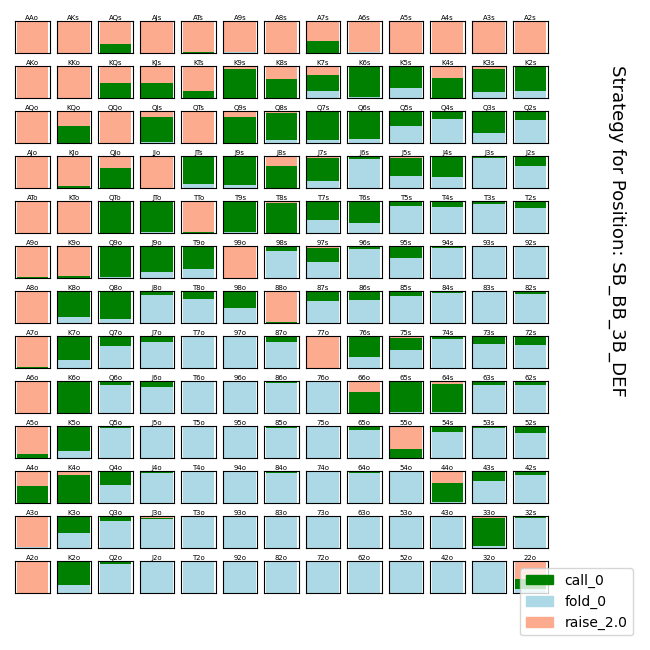 AAo AKs AQs AJs ATs A9s A8s A7s A6s A5s A4s A3s A2s
AKo KKo KQs KJs KTs K9s K8s K7s K6s K5s K4s K3s K2s
AQo KQo QQo QJs QTs Q9s Q8s Q7s Q6s Q5s Q4s Q3s Q2s
AJo KJo QJo JJo JTs J9s J8s J7s J6s J5s J4s J3s J2s
ATo KTo QTo JTo TTo T9s T8s T7s T6s T5s T4s T3s T2s
A9o K9o Q9o J9o T9o 99o 98s 97s 96s 95s 94s 93s 92s
A8o K8o Q8o J8o T8o 98o 88o 87s 86s 85s 84s 83s 82s
A7o K7o Q7o J7o T7o 97o 87o 77o 76s 75s 74s 73s 72s
A6o K6o Q6o J6o T6o 96o 86o 76o 66o 65s 64s 63s 62s
A5o K5o Q5o J5o T5o 95o 85o 75o 65o 55o 54s 53s 52s
A4o K4o Q4o J4o T4o 94o 84o 74o 64o 54o 44o 43s 42s
A3o K3o Q3o J3o T3o 93o 83o 73o 63o 53o 43o 33o 32s
A2o K2o Q2o J2o T2o 92o 82o 72o 62o 52o 42o 32o 22o
Strategy for Position: SB_BB_3B_DEF
call_0
fold_0
raise_2.0